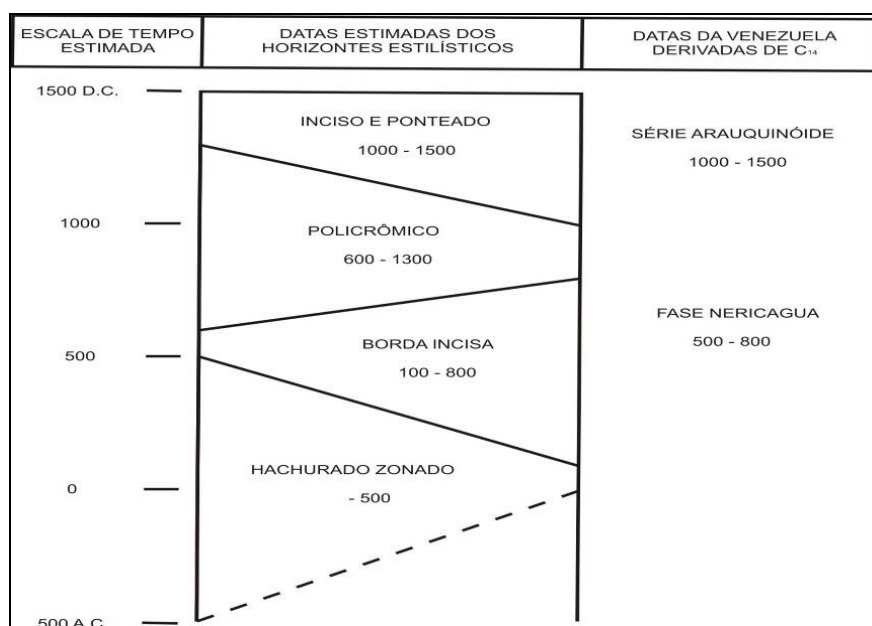 ESCALA DE TEMPO
ESTIMADA
DATAS ESTIMADAS DOS
HORIZONTES ESTILÍSTICOS
DATAS DA VENEZUELA
DERIVADAS DE C₁₄
1500 D.C.
INCISO E PONTEADO
1000 - 1500
SÉRIE ARAUQUINÓIDE
1000 - 1500
1000
POLICRÔMICO
600 - 1300
FASE NERICAGUA
500 - 800
500
BORDA INCISA
100 - 800
HACHURADO ZONADO
- 500
0
500 A.C.